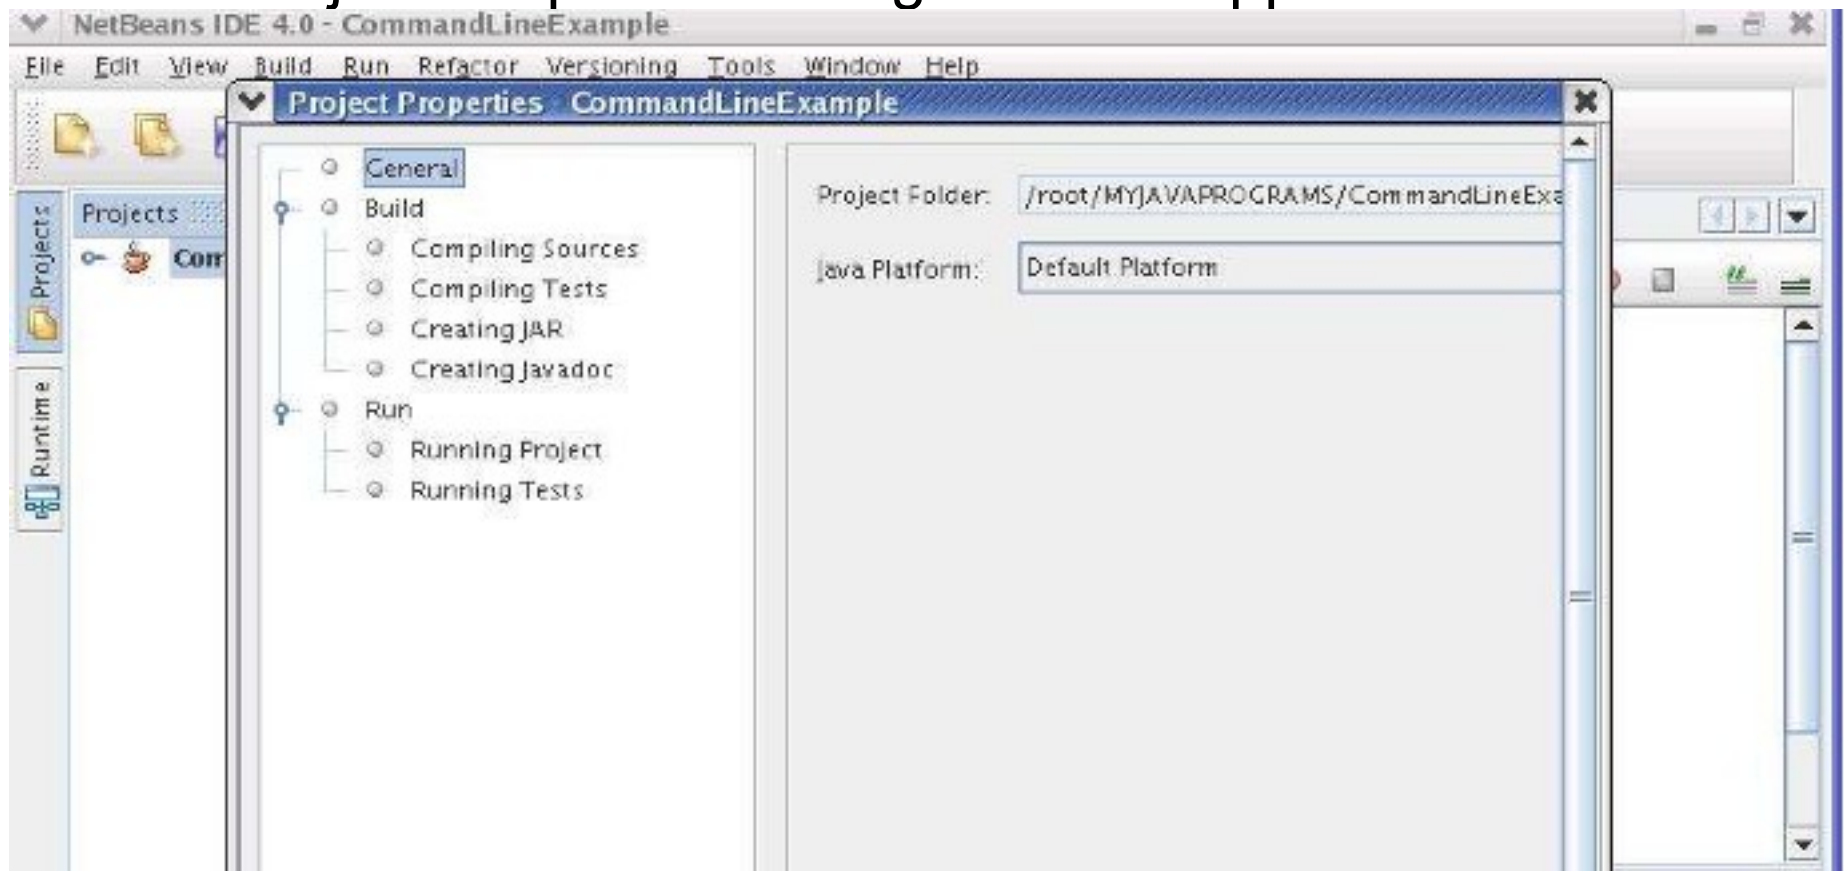 NetBeans IDE 4.0 - CommandLineExample
File Edit View Build Run Refactor Versioning Tools Window Help
Project Properties CommandLineExample
Projects
Com
Projects
Runtime
General
Build
Compiling Sources
Compiling Tests
Creating JAR
Creating Javadoc
Run
Running Project
Running Tests
Project Folder: /root/MYJAVAPROGRAMS/CommandLineExa
Java Platform: Default Platform